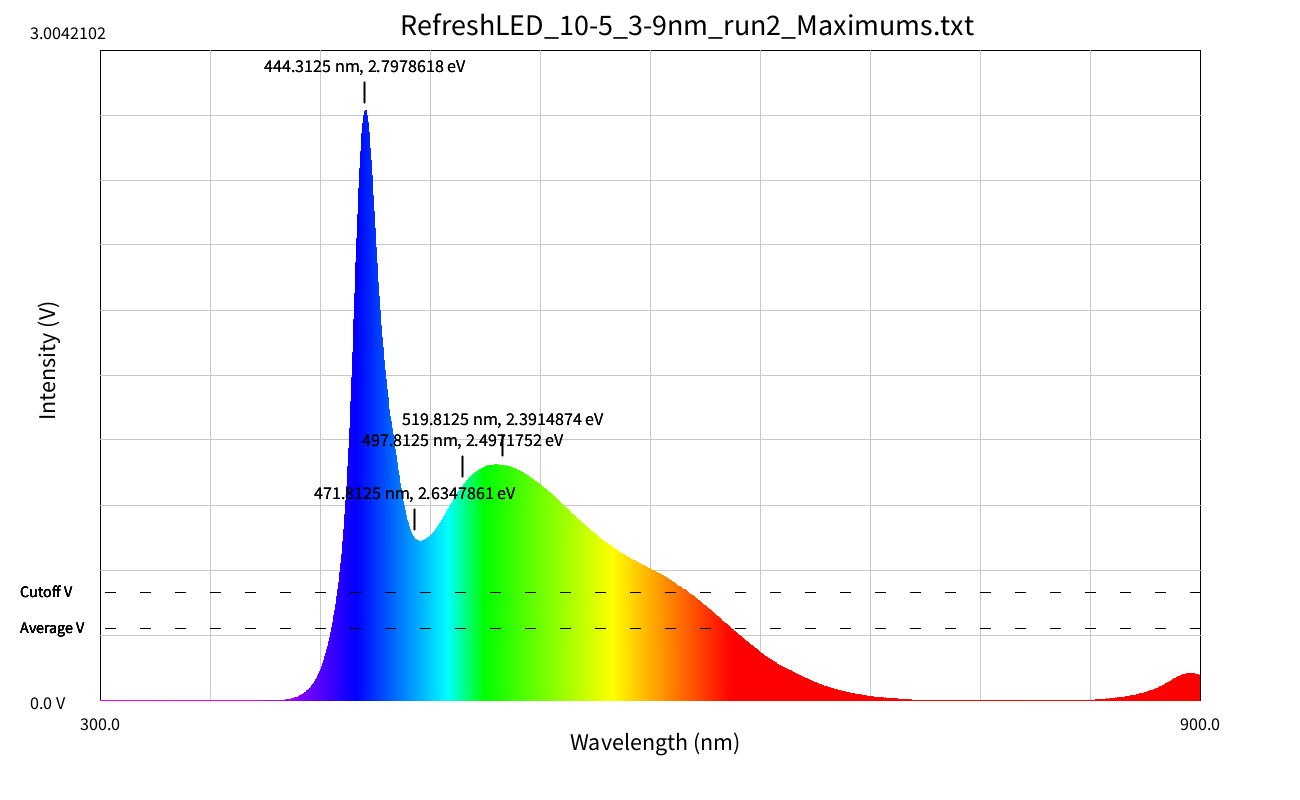 RefreshLED_10-5_3-9nm_run2_Maximums.txt
3.0042102
444.3125 nm, 2.7978618 eV
Intensity (V)
519.8125 nm, 2.3914874 eV
497.8125 nm, 2.4971752 eV
471.8125 nm, 2.6347861 eV
Cutoff V
Average V
0.0 V
300.0
900.0
Wavelength (nm)